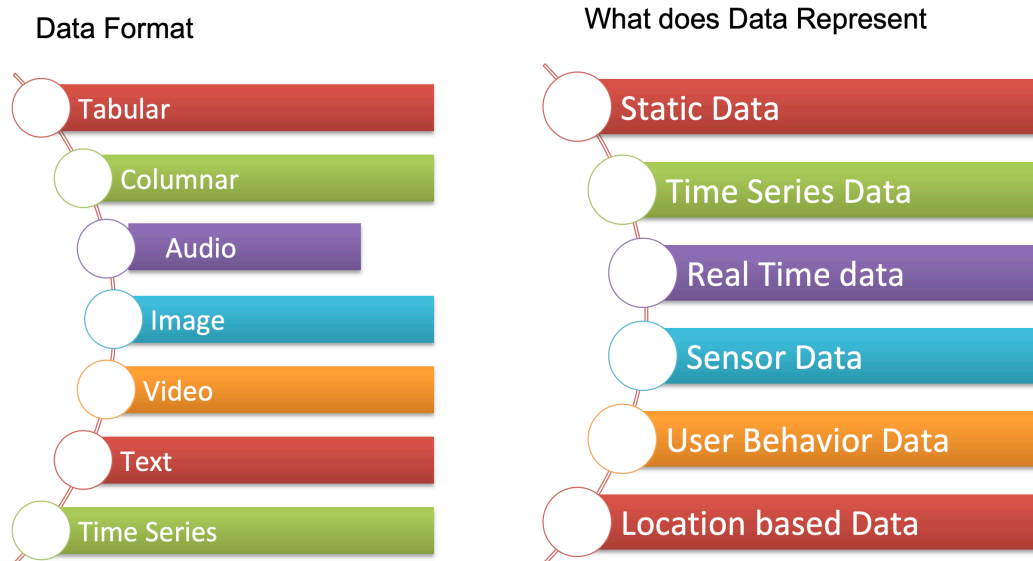 Data Format
Tabular
Columnar
Audio
Image
Video
Text
Time Series
What does Data Represent
Static Data
Time Series Data
Real Time data
Sensor Data
User Behavior Data
Location based Data